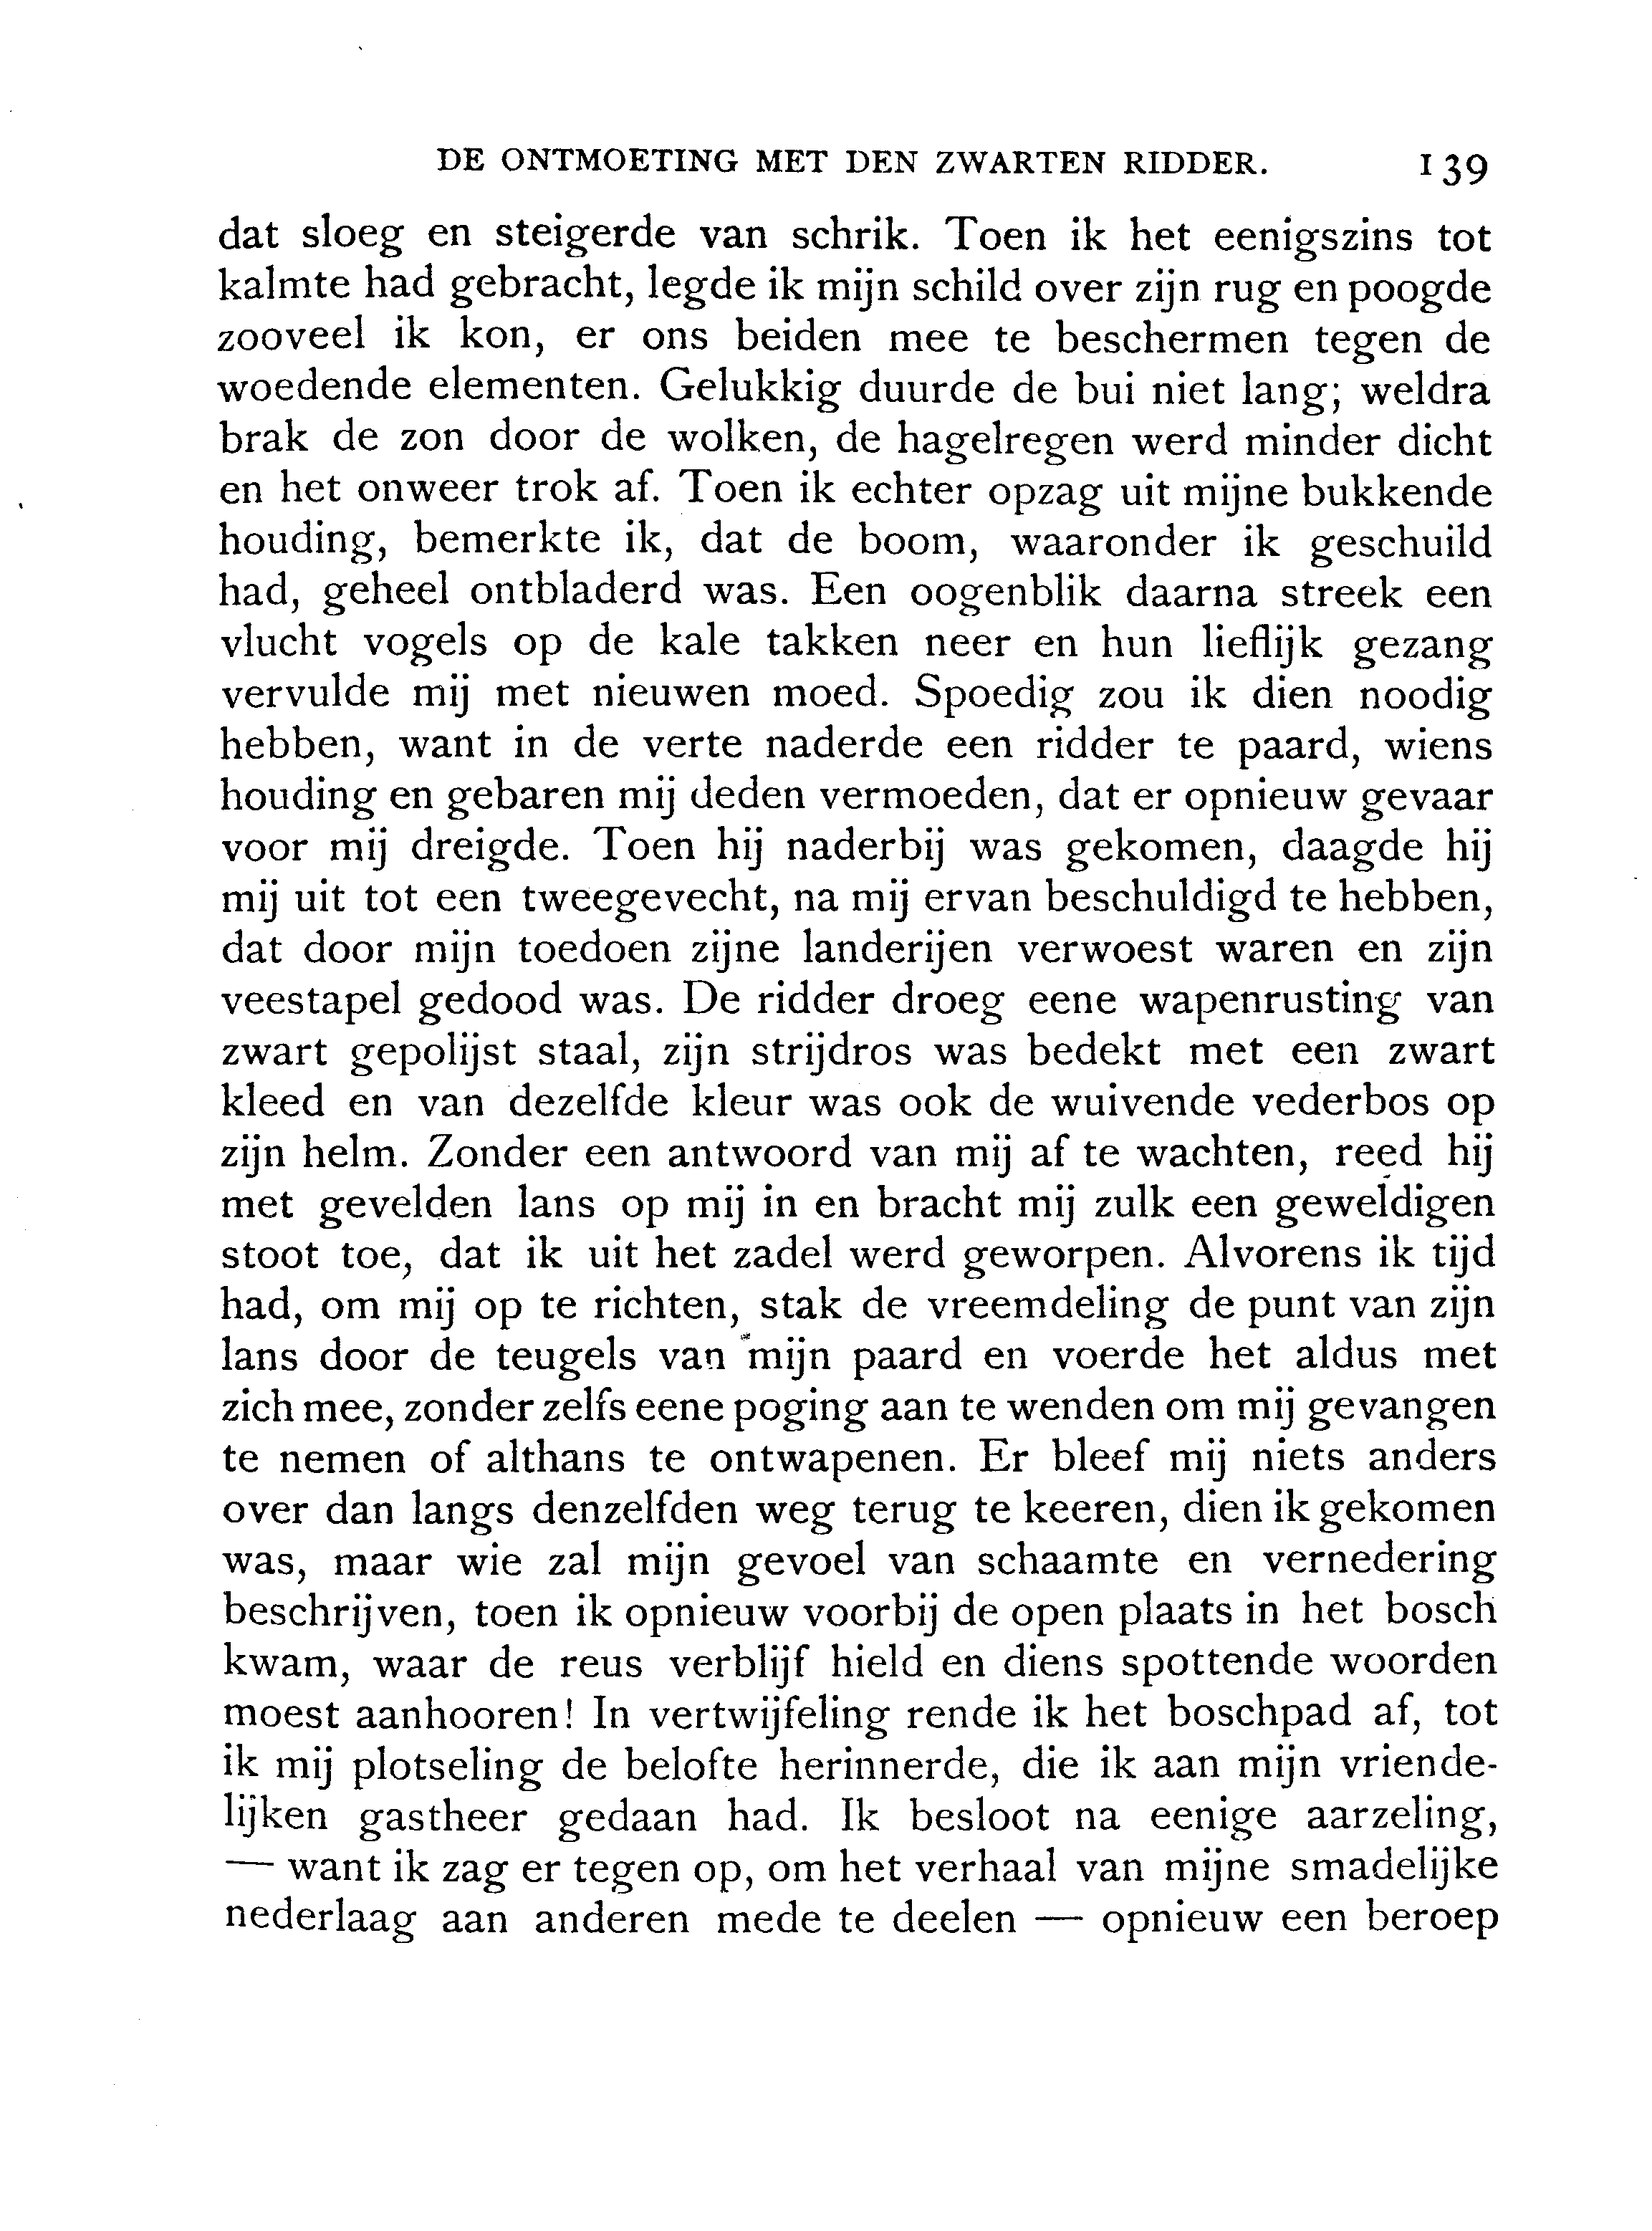 DE ONTMOETING MET DEN ZWARTEN RIDDER. 139
dat sloeg en steigerde van schrik. Toen ik het eenigszins tot
kalmte had gebracht, legde ik mijn schild over zijn rug en poogde
zooveel ik kon, er ons beiden mee te beschermen tegen de
woedende elementen. Gelukkig duurde de bui niet lang; weldra
brak de zon door de wolken, de hagelregen werd minder dicht
en het onweer trok af. Toen ik echter opzag uit mijne bukkende
houding, bemerkte ik, dat de boom, waaronder ik geschuild
had, geheel ontbladerd was. Een oogenblik daarna streek een
vlucht vogels op de kale takken neer en hun lieflijk gezang
vervulde mij met nieuwen moed. Spoedig zou ik dien noodig
hebben, want in de verte naderde een ridder te paard, wiens
houding en gebaren mij deden vermoeden, dat er opnieuw gevaar
voor mij dreigde. Toen hij naderbij was gekomen, daagde hij
mij uit tot een tweegevecht, na mij ervan beschuldigd te hebben,
dat door mijn toedoen zijne landerijen verwoest waren en zijn
veestapel gedood was. De ridder droeg eene wapenrusting van
zwart gepolijst staal, zijn strijdros was bedekt met een zwart
kleed en van dezelfde kleur was ook de wuivende vederbos op
zijn helm. Zonder een antwoord van mij af te wachten, reed hij
met gevelden lans op mij in en bracht mij zulk een geweldigen
stoot toe, dat ik uit het zadel werd geworpen. Alvorens ik tijd
had, om mij op te richten, stak de vreemdeling de punt van zijn
lans door de teugels van mijn paard en voerde het aldus met
zich mee, zonder zelfs eene poging aan te wenden om mij gevangen
te nemen of althans te ontwapenen. Er bleef mij niets anders
over dan langs denzelfden weg terug te keeren, dien ik gekomen
was, maar wie zal mijn gevoel van schaamte en vernedering
beschrijven, toen ik opnieuw voorbij de open plaats in het bosch
kwam, waar de reus verblijf hield en diens spottende woorden
moest aanhooren! In vertwijfeling rende ik het boschpad af, tot
ik mij plotseling de belofte herinnerde, die ik aan mijn vriende-
lijken gastheer gedaan had. Ik besloot na eenige aarzeling,
— want ik zag er tegen op, om het verhaal van mijne smadelijke
nederlaag aan anderen mede te deelen — opnieuw een beroep